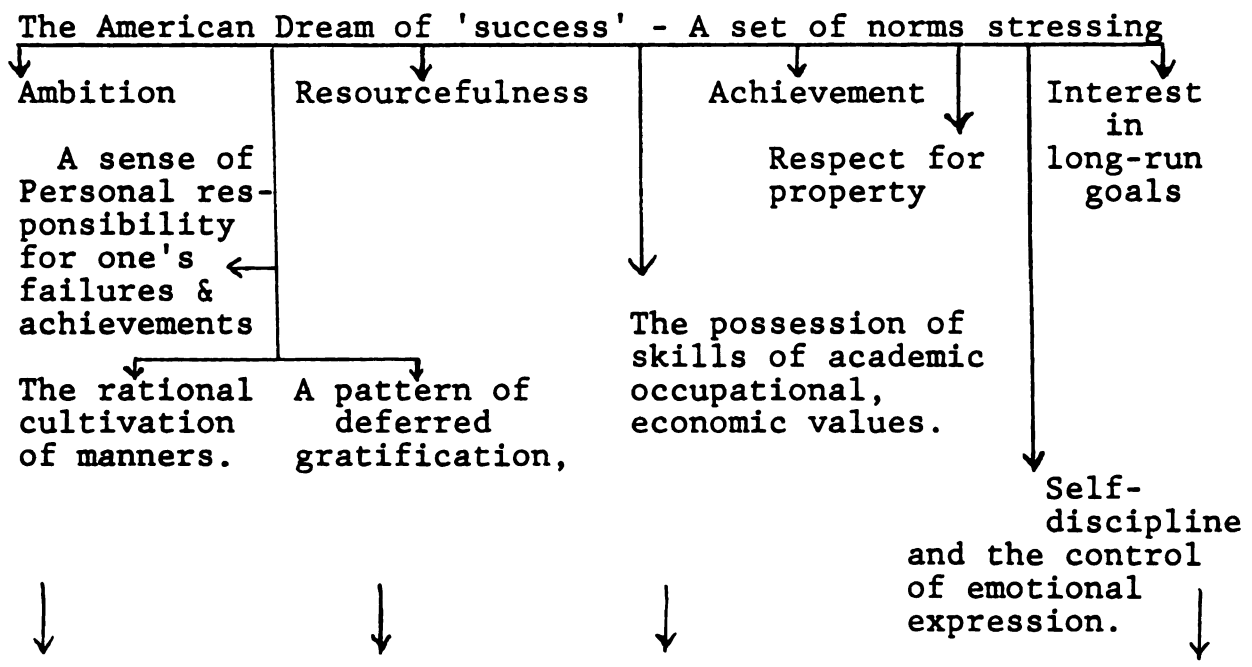 The American Dream of 'success' - A set of norms stressing
Ambition
Resourcefulness
Achievement
Interest
in
long-run
goals
Respect for
property
A sense of
Personal res-
ponsibility
for one's
failures &
achievements
The possession of
skills of academic
occupational,
economic values.
The rational
cultivation
of manners.
A pattern of
deferred
gratification,
Self-
discipline
and the control
of emotional
expression.